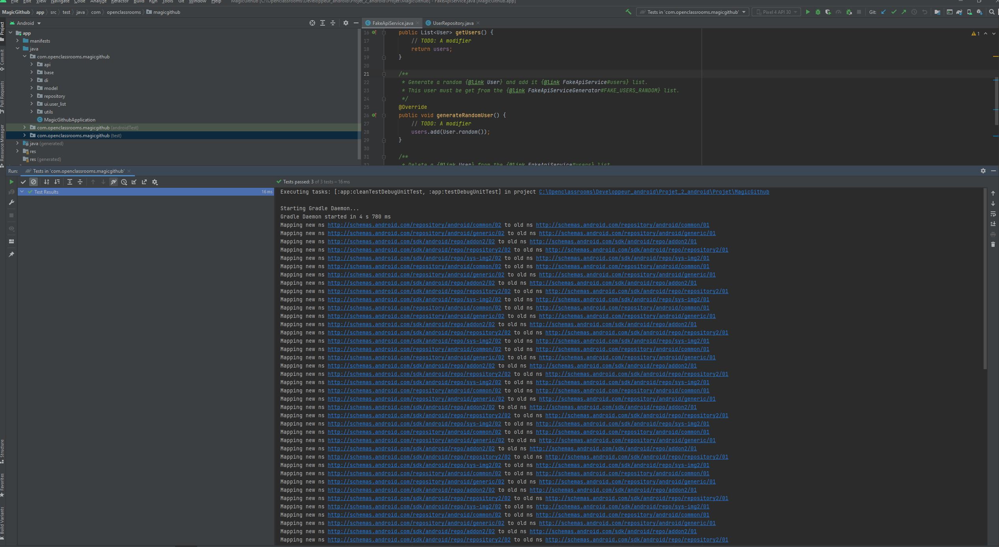 File Edit View Navigate Code Analyze Refactor Build Run Tools Git Window Help MagicGithub [C:\Openclassrooms\Developpeur_android\Projet_2_android\Projet\MagicGithub] - FakeApiService.java [MagicGithub.app]
MagicGithub app src test java com openclassrooms magicgithub
Tests in 'com.openclassrooms.magicgithub' Pixel 4 API 30 Git:
Project
Commit
Pull Requests
Resource Manager
Structure
Favorites
Build Variants
Android
app
manifests
java
com.openclassrooms.magicgithub
api
base
di
model
repository
ui.user_list
utils
MagicGithubApplication
com.openclassrooms.magicgithub (androidTest)
com.openclassrooms.magicgithub (test)
java (generated)
res
res (generated)
FakeApiService.java UserRepository.java
1
16 public List<User> getUsers() {
17 // TODO: A modifier
18 return users;
19 }
20
21 /**
22 * Generate a random {@link User} and add it {@link FakeApiService#users} list.
23 * This user must be get from the {@link FakeApiServiceGenerator#FAKE_USERS_RANDOM} list.
24 */
25 @Override
26 public void generateRandomUser() {
27 // TODO: A modifier
28 users.add(User.random());
29 }
30
31 /**
32 * Delete a {@link User} from the {@link FakeApiService#users} list
Run: Tests in 'com.openclassrooms.magicgithub'
Tests passed: 3 of 3 tests – 16 ms
Test Results 16 ms
Executing tasks: [:app:cleanTestDebugUnitTest, :app:testDebugUnitTest] in project C:\Openclassrooms\Developpeur_android\Projet_2_android\Projet\MagicGithub
Starting Gradle Daemon...
Gradle Daemon started in 4 s 780 ms
Mapping new ns http://schemas.android.com/repository/android/common/02 to old ns http://schemas.android.com/repository/android/common/01
Mapping new ns http://schemas.android.com/repository/android/generic/02 to old ns http://schemas.android.com/repository/android/generic/01
Mapping new ns http://schemas.android.com/sdk/android/repo/addon2/02 to old ns http://schemas.android.com/sdk/android/repo/addon2/01
Mapping new ns http://schemas.android.com/sdk/android/repo/repository2/02 to old ns http://schemas.android.com/sdk/android/repo/repository2/01
Mapping new ns http://schemas.android.com/sdk/android/repo/sys-img2/02 to old ns http://schemas.android.com/sdk/android/repo/sys-img2/01
Mapping new ns http://schemas.android.com/repository/android/common/02 to old ns http://schemas.android.com/repository/android/common/01
Mapping new ns http://schemas.android.com/repository/android/generic/02 to old ns http://schemas.android.com/repository/android/generic/01
Mapping new ns http://schemas.android.com/sdk/android/repo/addon2/02 to old ns http://schemas.android.com/sdk/android/repo/addon2/01
Mapping new ns http://schemas.android.com/sdk/android/repo/repository2/02 to old ns http://schemas.android.com/sdk/android/repo/repository2/01
Mapping new ns http://schemas.android.com/sdk/android/repo/sys-img2/02 to old ns http://schemas.android.com/sdk/android/repo/sys-img2/01
Mapping new ns http://schemas.android.com/repository/android/common/02 to old ns http://schemas.android.com/repository/android/common/01
Mapping new ns http://schemas.android.com/repository/android/generic/02 to old ns http://schemas.android.com/repository/android/generic/01
Mapping new ns http://schemas.android.com/sdk/android/repo/addon2/02 to old ns http://schemas.android.com/sdk/android/repo/addon2/01
Mapping new ns http://schemas.android.com/sdk/android/repo/repository2/02 to old ns http://schemas.android.com/sdk/android/repo/repository2/01
Mapping new ns http://schemas.android.com/sdk/android/repo/sys-img2/02 to old ns http://schemas.android.com/sdk/android/repo/sys-img2/01
Mapping new ns http://schemas.android.com/repository/android/common/02 to old ns http://schemas.android.com/repository/android/common/01
Mapping new ns http://schemas.android.com/repository/android/generic/02 to old ns http://schemas.android.com/repository/android/generic/01
Mapping new ns http://schemas.android.com/sdk/android/repo/addon2/02 to old ns http://schemas.android.com/sdk/android/repo/addon2/01
Mapping new ns http://schemas.android.com/sdk/android/repo/repository2/02 to old ns http://schemas.android.com/sdk/android/repo/repository2/01
Mapping new ns http://schemas.android.com/sdk/android/repo/sys-img2/02 to old ns http://schemas.android.com/sdk/android/repo/sys-img2/01
Mapping new ns http://schemas.android.com/repository/android/common/02 to old ns http://schemas.android.com/repository/android/common/01
Mapping new ns http://schemas.android.com/repository/android/generic/02 to old ns http://schemas.android.com/repository/android/generic/01
Mapping new ns http://schemas.android.com/sdk/android/repo/addon2/02 to old ns http://schemas.android.com/sdk/android/repo/addon2/01
Mapping new ns http://schemas.android.com/sdk/android/repo/repository2/02 to old ns http://schemas.android.com/sdk/android/repo/repository2/01
Mapping new ns http://schemas.android.com/sdk/android/repo/sys-img2/02 to old ns http://schemas.android.com/sdk/android/repo/sys-img2/01
Mapping new ns http://schemas.android.com/repository/android/common/02 to old ns http://schemas.android.com/repository/android/common/01
Mapping new ns http://schemas.android.com/repository/android/generic/02 to old ns http://schemas.android.com/repository/android/generic/01
Mapping new ns http://schemas.android.com/sdk/android/repo/addon2/02 to old ns http://schemas.android.com/sdk/android/repo/addon2/01
Mapping new ns http://schemas.android.com/sdk/android/repo/repository2/02 to old ns http://schemas.android.com/sdk/android/repo/repository2/01
Mapping new ns http://schemas.android.com/sdk/android/repo/sys-img2/02 to old ns http://schemas.android.com/sdk/android/repo/sys-img2/01
Mapping new ns http://schemas.android.com/repository/android/common/02 to old ns http://schemas.android.com/repository/android/common/01
Mapping new ns http://schemas.android.com/repository/android/generic/02 to old ns http://schemas.android.com/repository/android/generic/01
Mapping new ns http://schemas.android.com/sdk/android/repo/addon2/02 to old ns http://schemas.android.com/sdk/android/repo/addon2/01
Mapping new ns http://schemas.android.com/sdk/android/repo/repository2/02 to old ns http://schemas.android.com/sdk/android/repo/repository2/01
Mapping new ns http://schemas.android.com/sdk/android/repo/sys-img2/02 to old ns http://schemas.android.com/sdk/android/repo/sys-img2/01
Mapping new ns http://schemas.android.com/repository/android/common/02 to old ns http://schemas.android.com/repository/android/common/01
Mapping new ns http://schemas.android.com/repository/android/generic/02 to old ns http://schemas.android.com/repository/android/generic/01
Mapping new ns http://schemas.android.com/sdk/android/repo/addon2/02 to old ns http://schemas.android.com/sdk/android/repo/addon2/01
Mapping new ns http://schemas.android.com/sdk/android/repo/repository2/02 to old ns http://schemas.android.com/sdk/android/repo/repository2/01